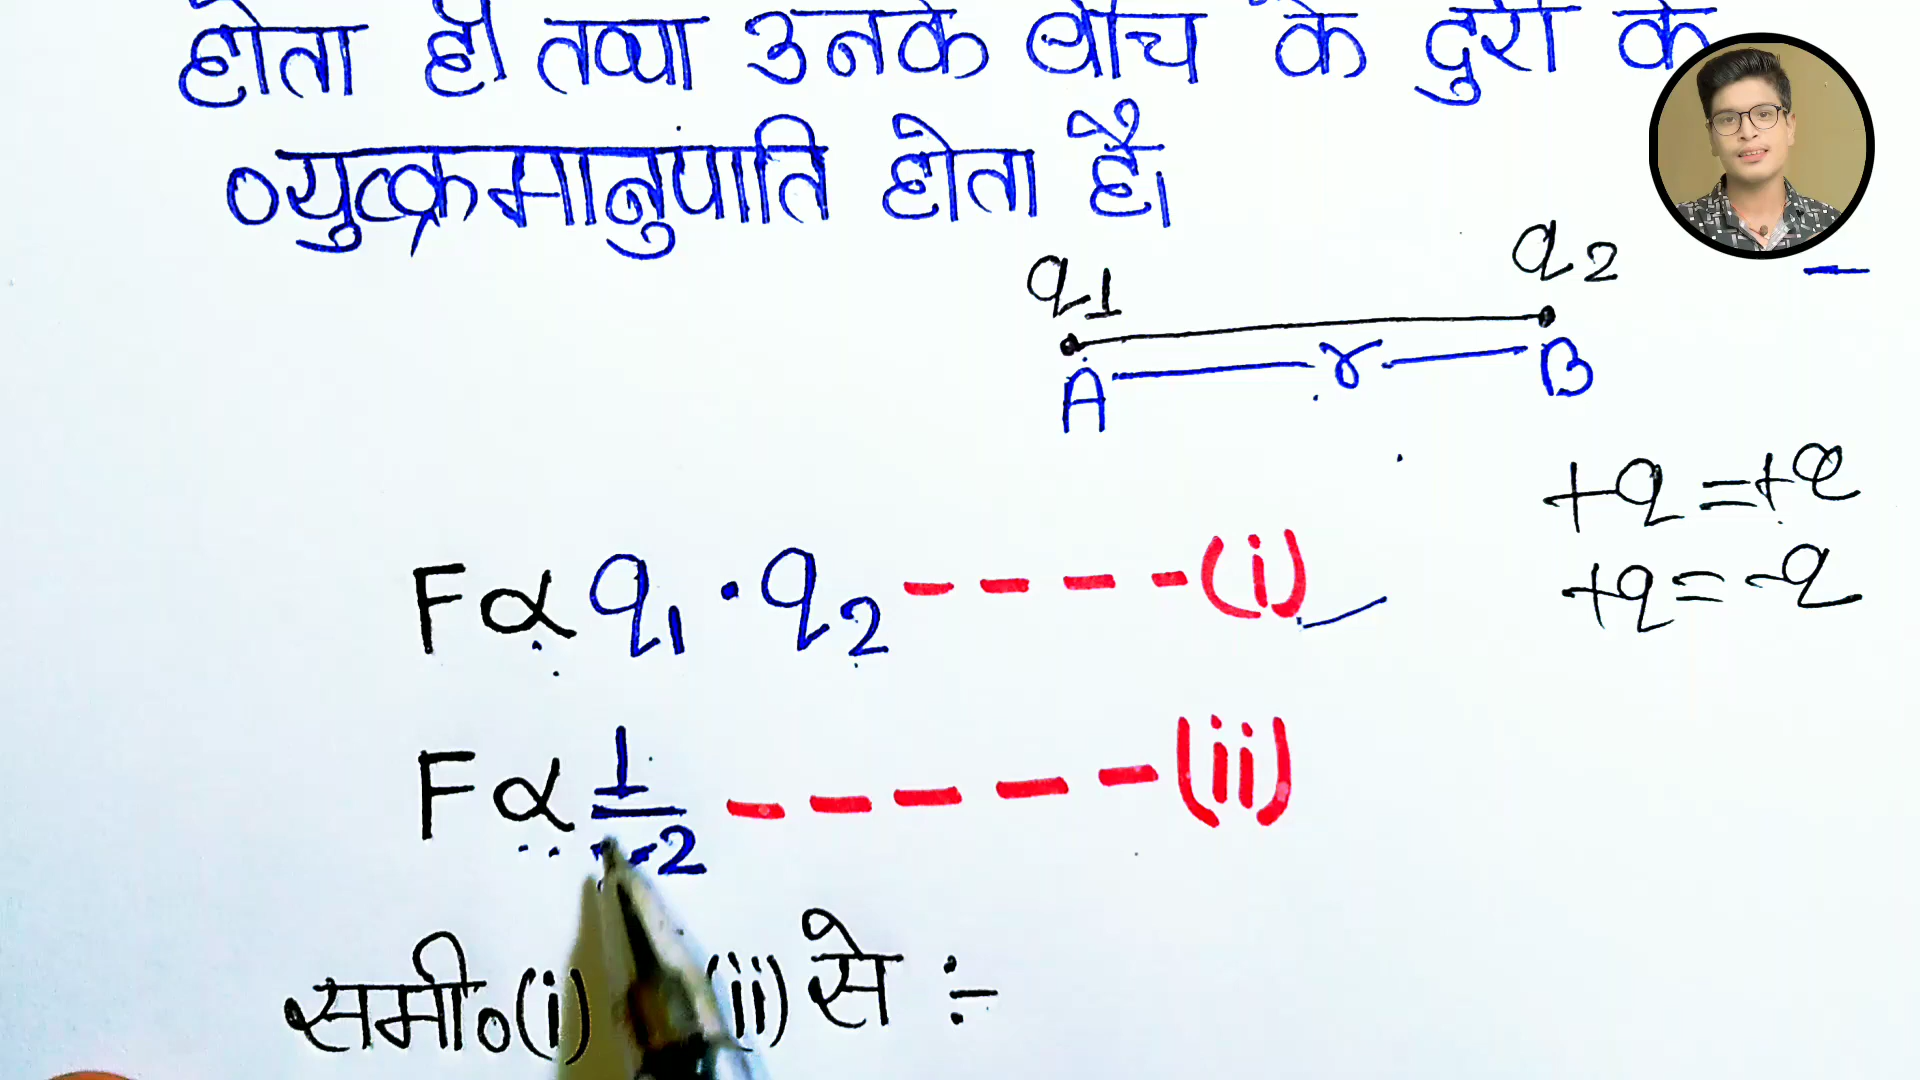 होता है। तथा उनके बीच के दुरी के
व्युत्क्रमानुपाति होता है।
q1 q2
A r B
+q = +q
+q = -q
F ∝ q₁ · q₂ ---- (i)
F ∝ 1/r² ----- (ii)
समी०(i) (ii) से :-